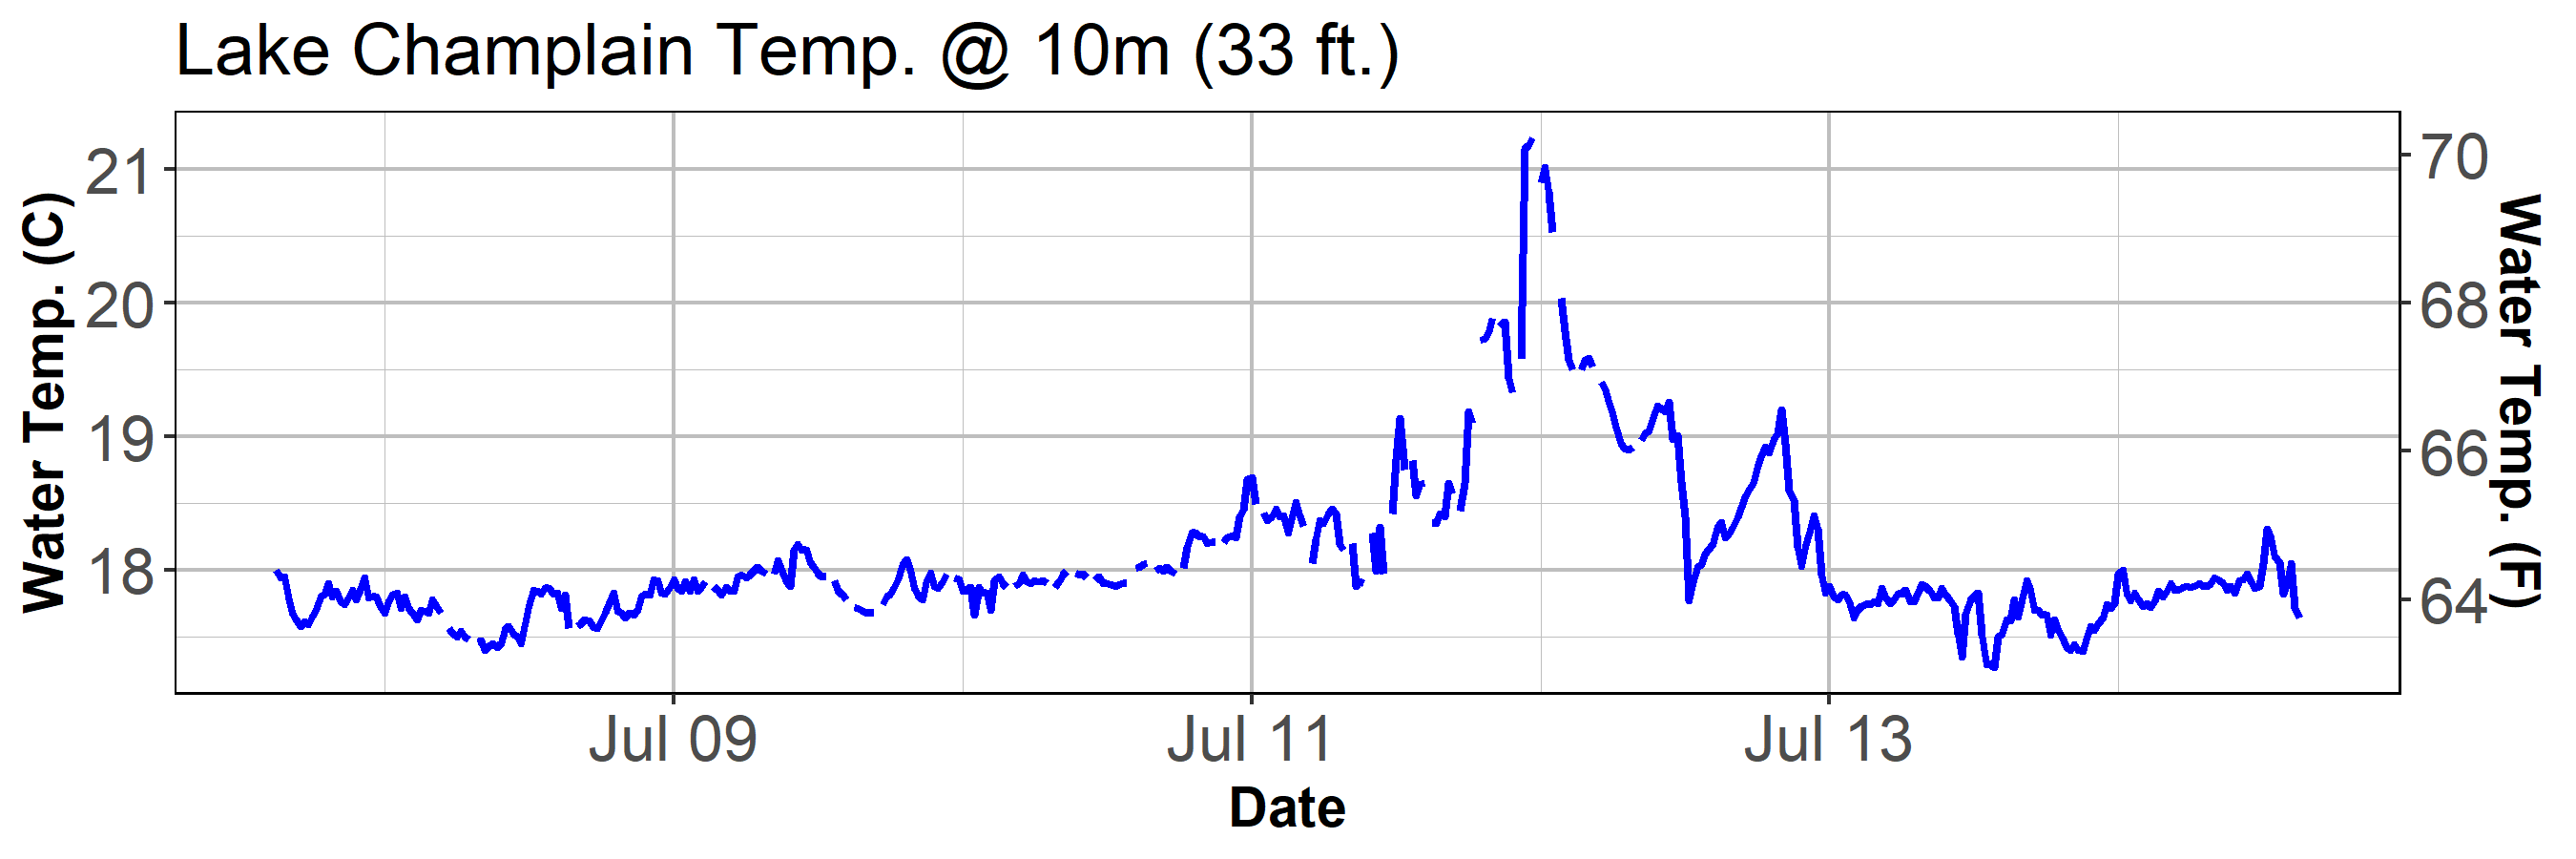 Lake Champlain Temp. @ 10m (33 ft.)
Water Temp. (C)
21
20
19
18
70
68
66
64
Water Temp. (F)
Jul 09
Jul 11
Jul 13
Date